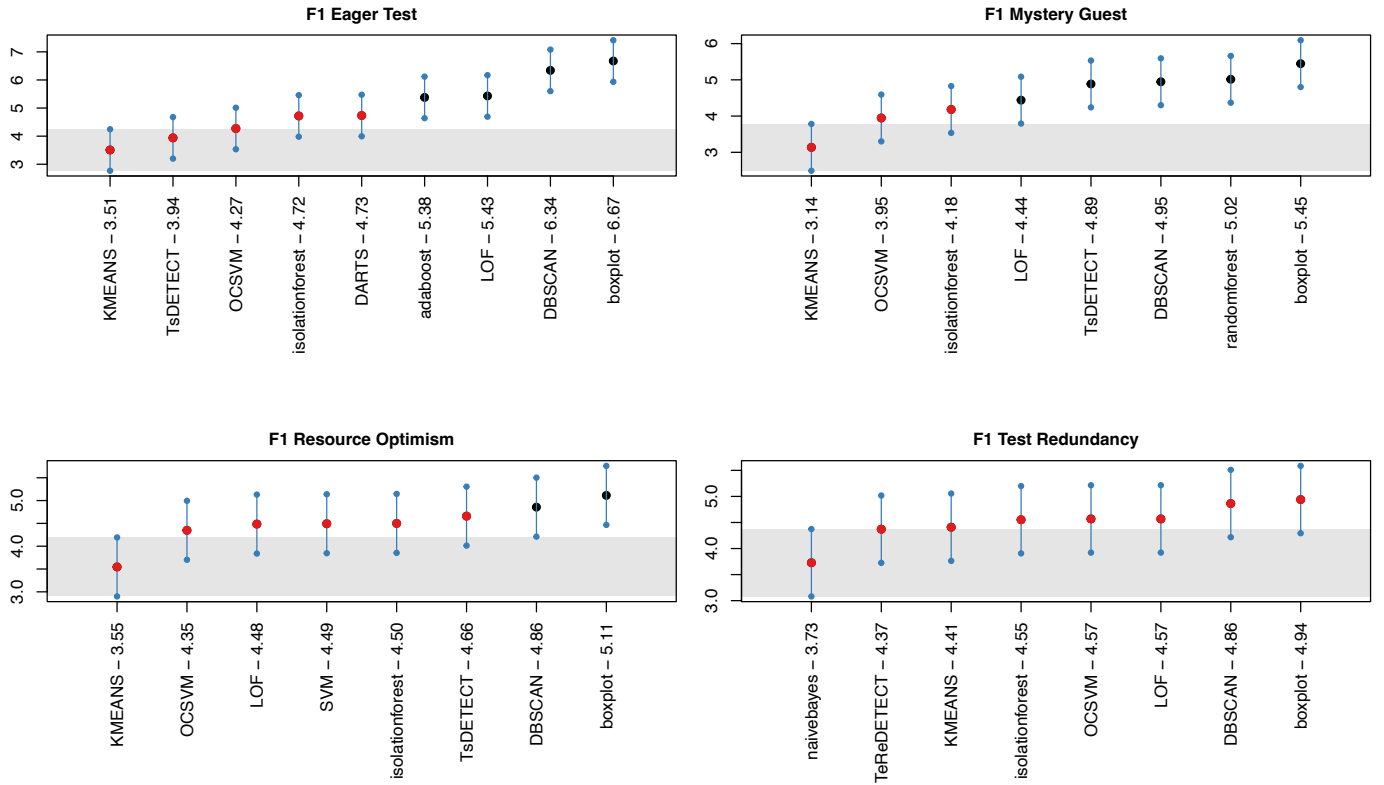 F1 Eager Test
7
6
5
4
3
KMEANS – 3.51
TsDETECT – 3.94
OCSVM – 4.27
isolationforest – 4.72
DARTS – 4.73
adaboost – 5.38
LOF – 5.43
DBSCAN – 6.34
boxplot – 6.67
F1 Mystery Guest
6
5
4
3
KMEANS – 3.14
OCSVM – 3.95
isolationforest – 4.18
LOF – 4.44
TsDETECT – 4.89
DBSCAN – 4.95
randomforest – 5.02
boxplot – 5.45
F1 Resource Optimism
5.0
4.0
3.0
KMEANS – 3.55
OCSVM – 4.35
LOF – 4.48
SVM – 4.49
isolationforest – 4.50
TsDETECT – 4.66
DBSCAN – 4.86
boxplot – 5.11
F1 Test Redundancy
5.0
4.0
3.0
naivebayes – 3.73
TeReDETECT – 4.37
KMEANS – 4.41
isolationforest – 4.55
OCSVM – 4.57
LOF – 4.57
DBSCAN – 4.86
boxplot – 4.94